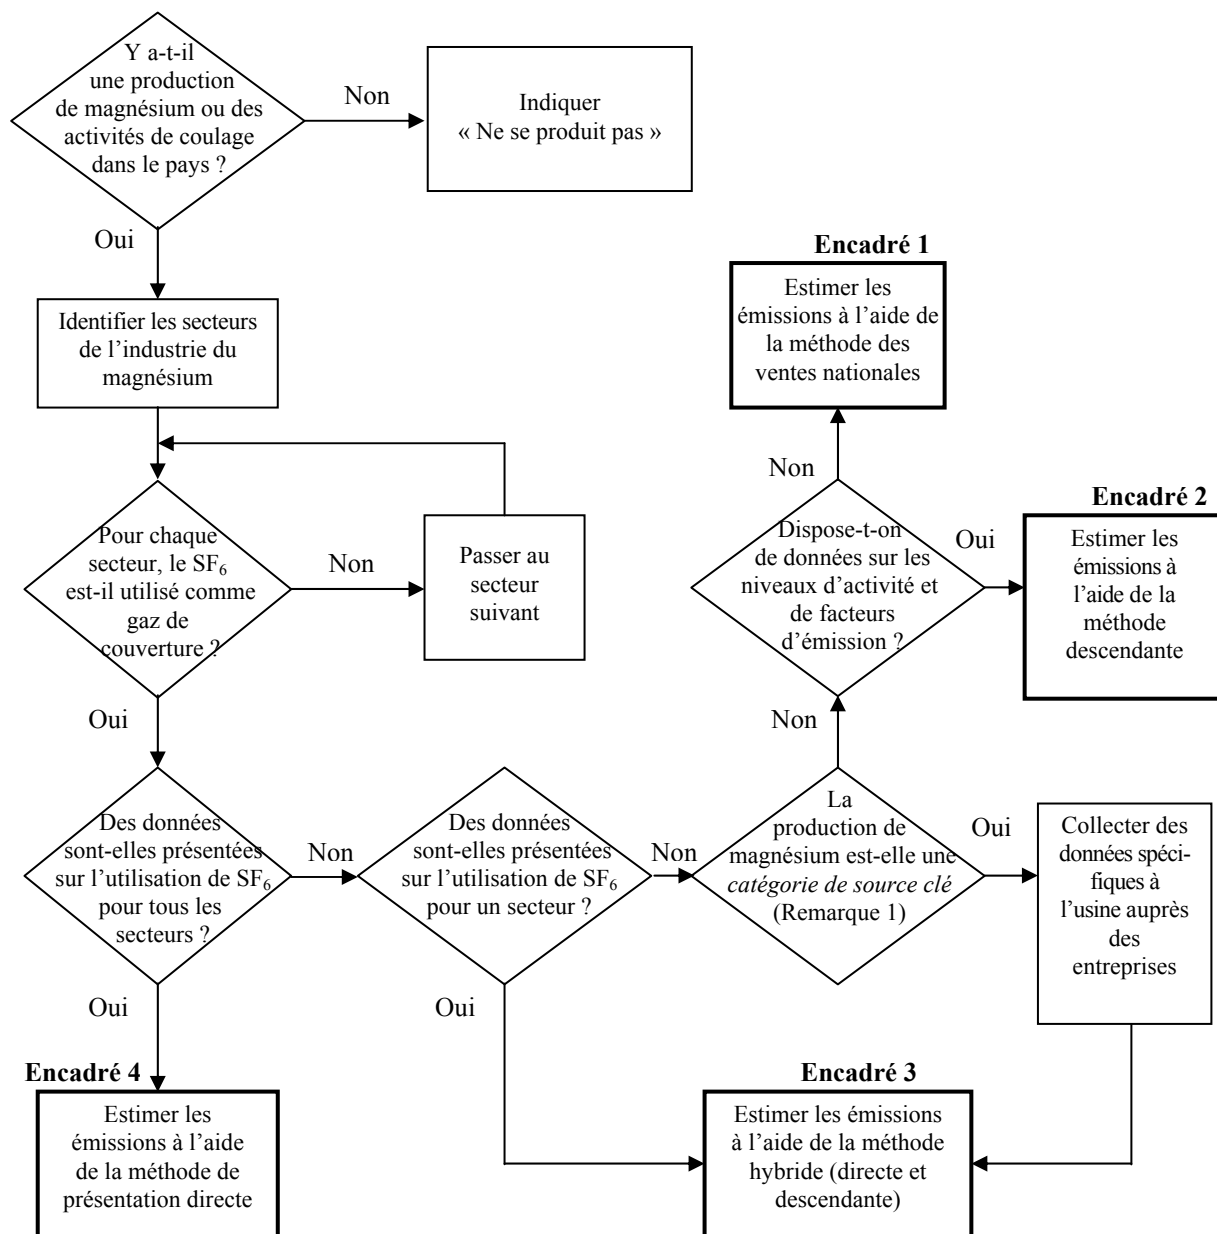 Y a-t-il
une production
de magnésium ou des
activités de coulage
dans le pays ?
Non
Indiquer
« Ne se produit pas »
Oui
Identifier les secteurs
de l’industrie du
magnésium
Pour chaque
secteur, le SF₆
est-il utilisé comme
gaz de
couverture ?
Non
Passer au
secteur
suivant
Oui
Encadré 1
Estimer les
émissions à l’aide de
la méthode des
ventes nationales
Non
Dispose-t-on
de données sur les
niveaux d’activité et
de facteurs
d’émission ?
Oui
Encadré 2
Estimer les
émissions à
l’aide de la
méthode
descendante
Non
Des données
sont-elles présentées
sur l’utilisation de SF₆
pour tous les
secteurs ?
Non
Des données
sont-elles présentées
sur l’utilisation de SF₆
pour un secteur ?
Non
La
production de
magnésium est-elle une
catégorie de source clé
(Remarque 1)
Oui
Collecter des
données spéci-
fiques à
l’usine auprès
des
entreprises
Oui
Oui
Encadré 4
Estimer les
émissions à l’aide
de la méthode de
présentation directe
Encadré 3
Estimer les émissions
à l’aide de la méthode
hybride (directe et
descendante)